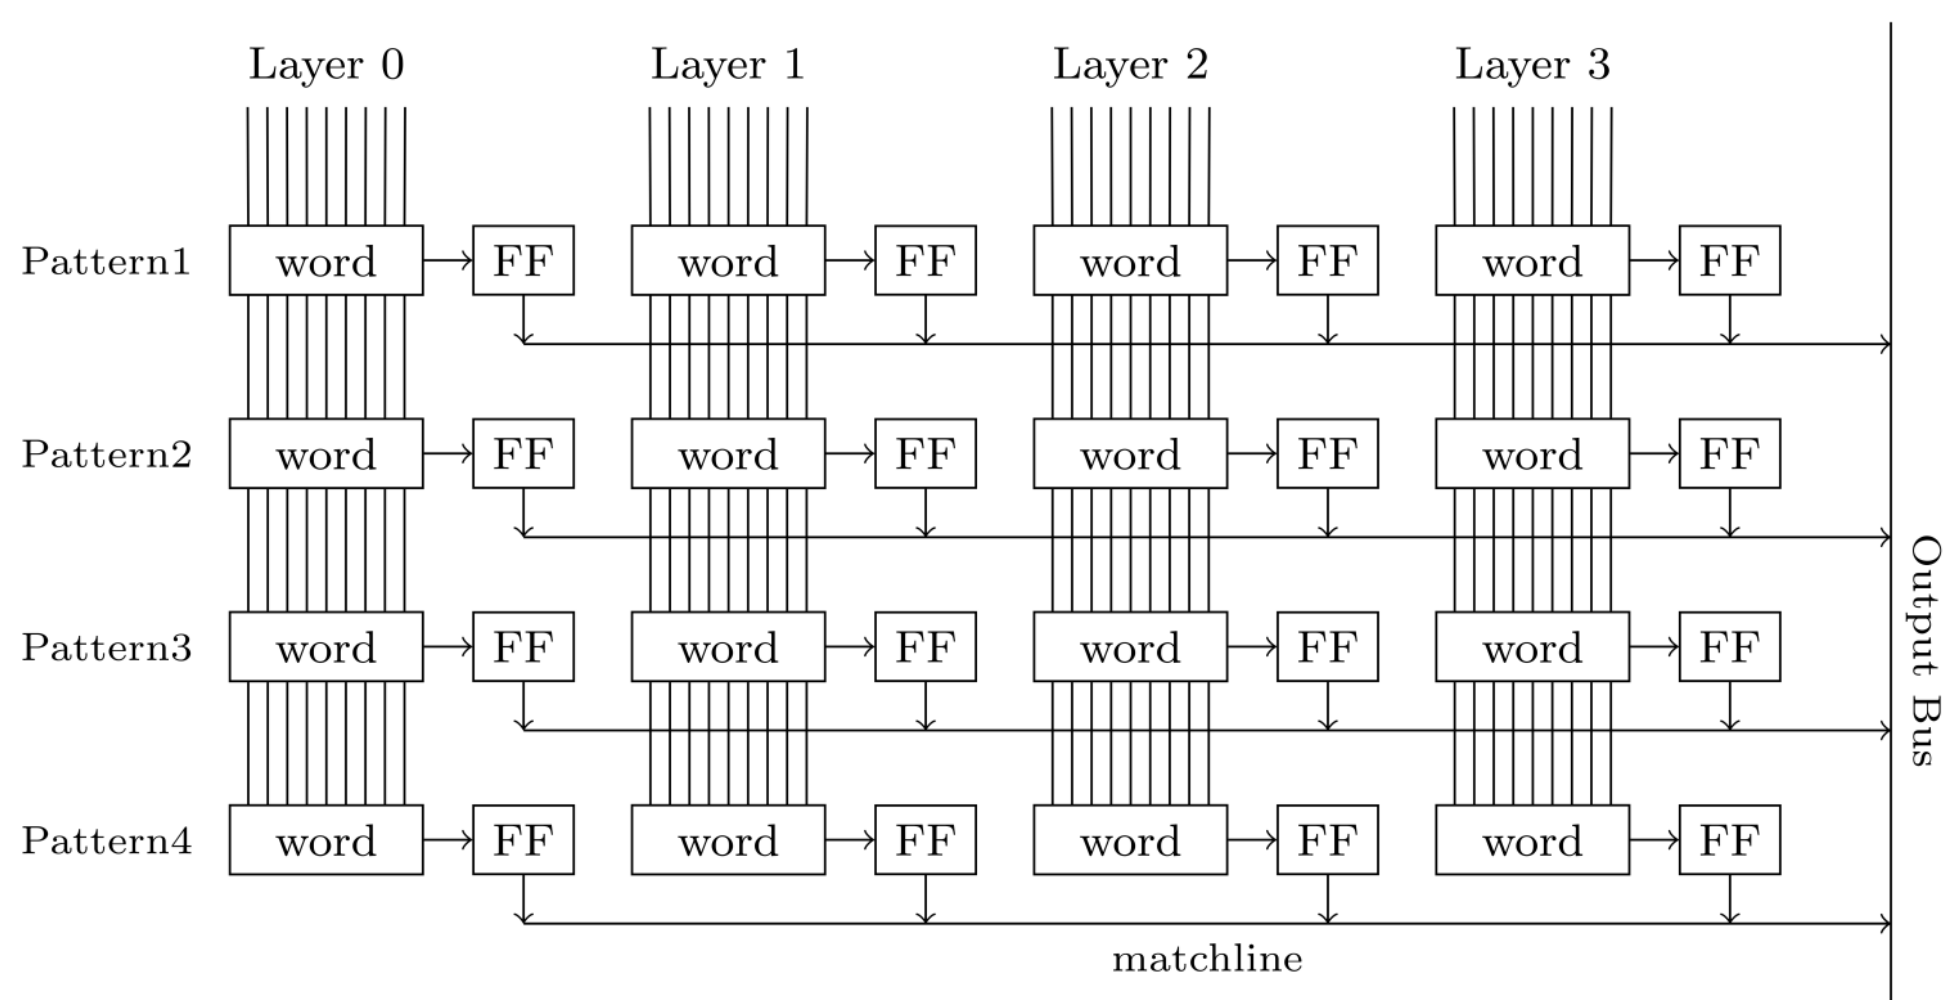 Layer 0 Layer 1 Layer 2 Layer 3
Pattern1 word FF word FF word FF word FF
Pattern2 word FF word FF word FF word FF
Pattern3 word FF word FF word FF word FF
Pattern4 word FF word FF word FF word FF
matchline
Output Bus